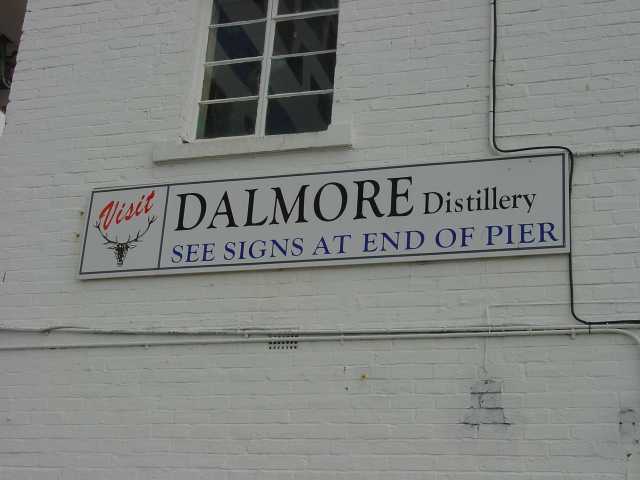 Visit
DALMORE Distillery
SEE SIGNS AT END OF PIER